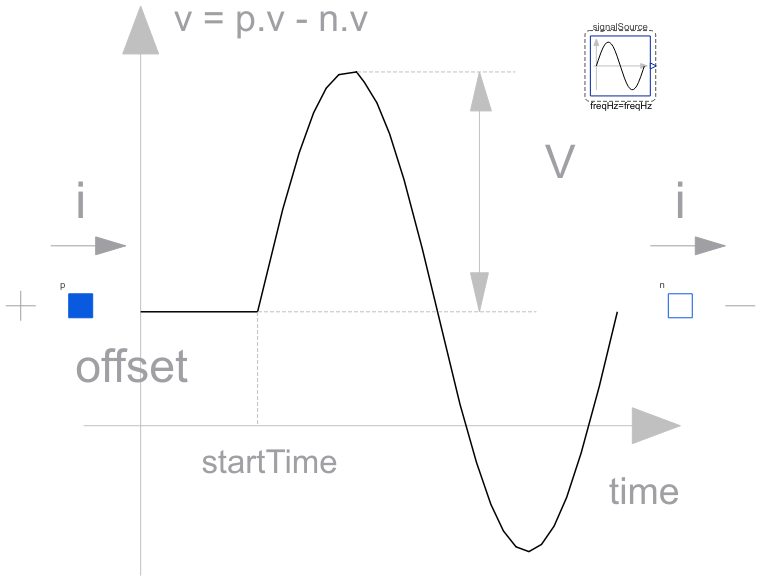 v = p.v - n.v
signalSource
freqHz=freqHz
V
i
i
p
n
offset
startTime
time